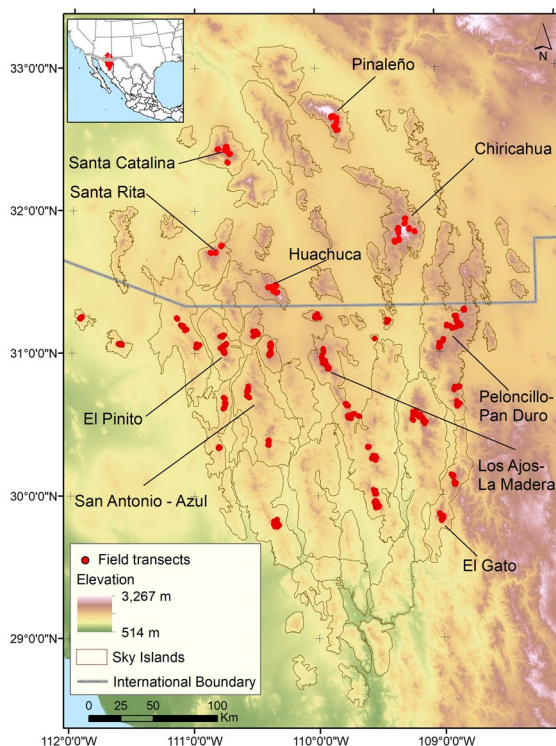 33°0'0"N
32°0'0"N
31°0'0"N
30°0'0"N
29°0'0"N
Pinaleño
Santa Catalina
Chiricahua
Santa Rita
Huachuca
El Pinito
Peloncillo-
Pan Duro
Los Ajos-
La Madera
San Antonio - Azul
El Gato
Field transects
Elevation
3,267 m
514 m
Sky Islands
International Boundary
0 25 50 100
Km
112°0'0"W 111°0'0"W 110°0'0"W 109°0'0"W